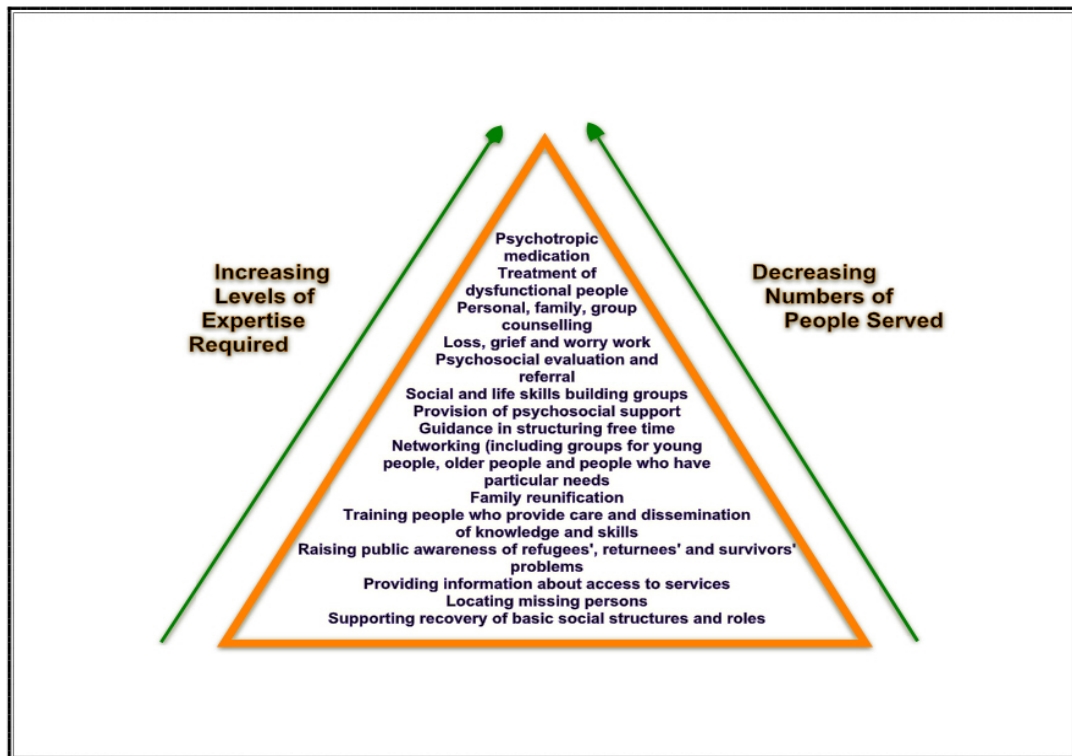 Psychotropic
medication
Treatment of
dysfunctional people
Personal, family, group
counselling
Loss, grief and worry work
Psychosocial evaluation and
referral
Social and life skills building groups
Provision of psychosocial support
Guidance in structuring free time
Networking (including groups for young
people, older people and people who have
particular needs
Family reunification
Training people who provide care and dissemination
of knowledge and skills
Raising public awareness of refugees', returnees' and survivors'
problems
Providing information about access to services
Locating missing persons
Supporting recovery of basic social structures and roles
Increasing
Levels of
Expertise
Required
Decreasing
Numbers of
People Served